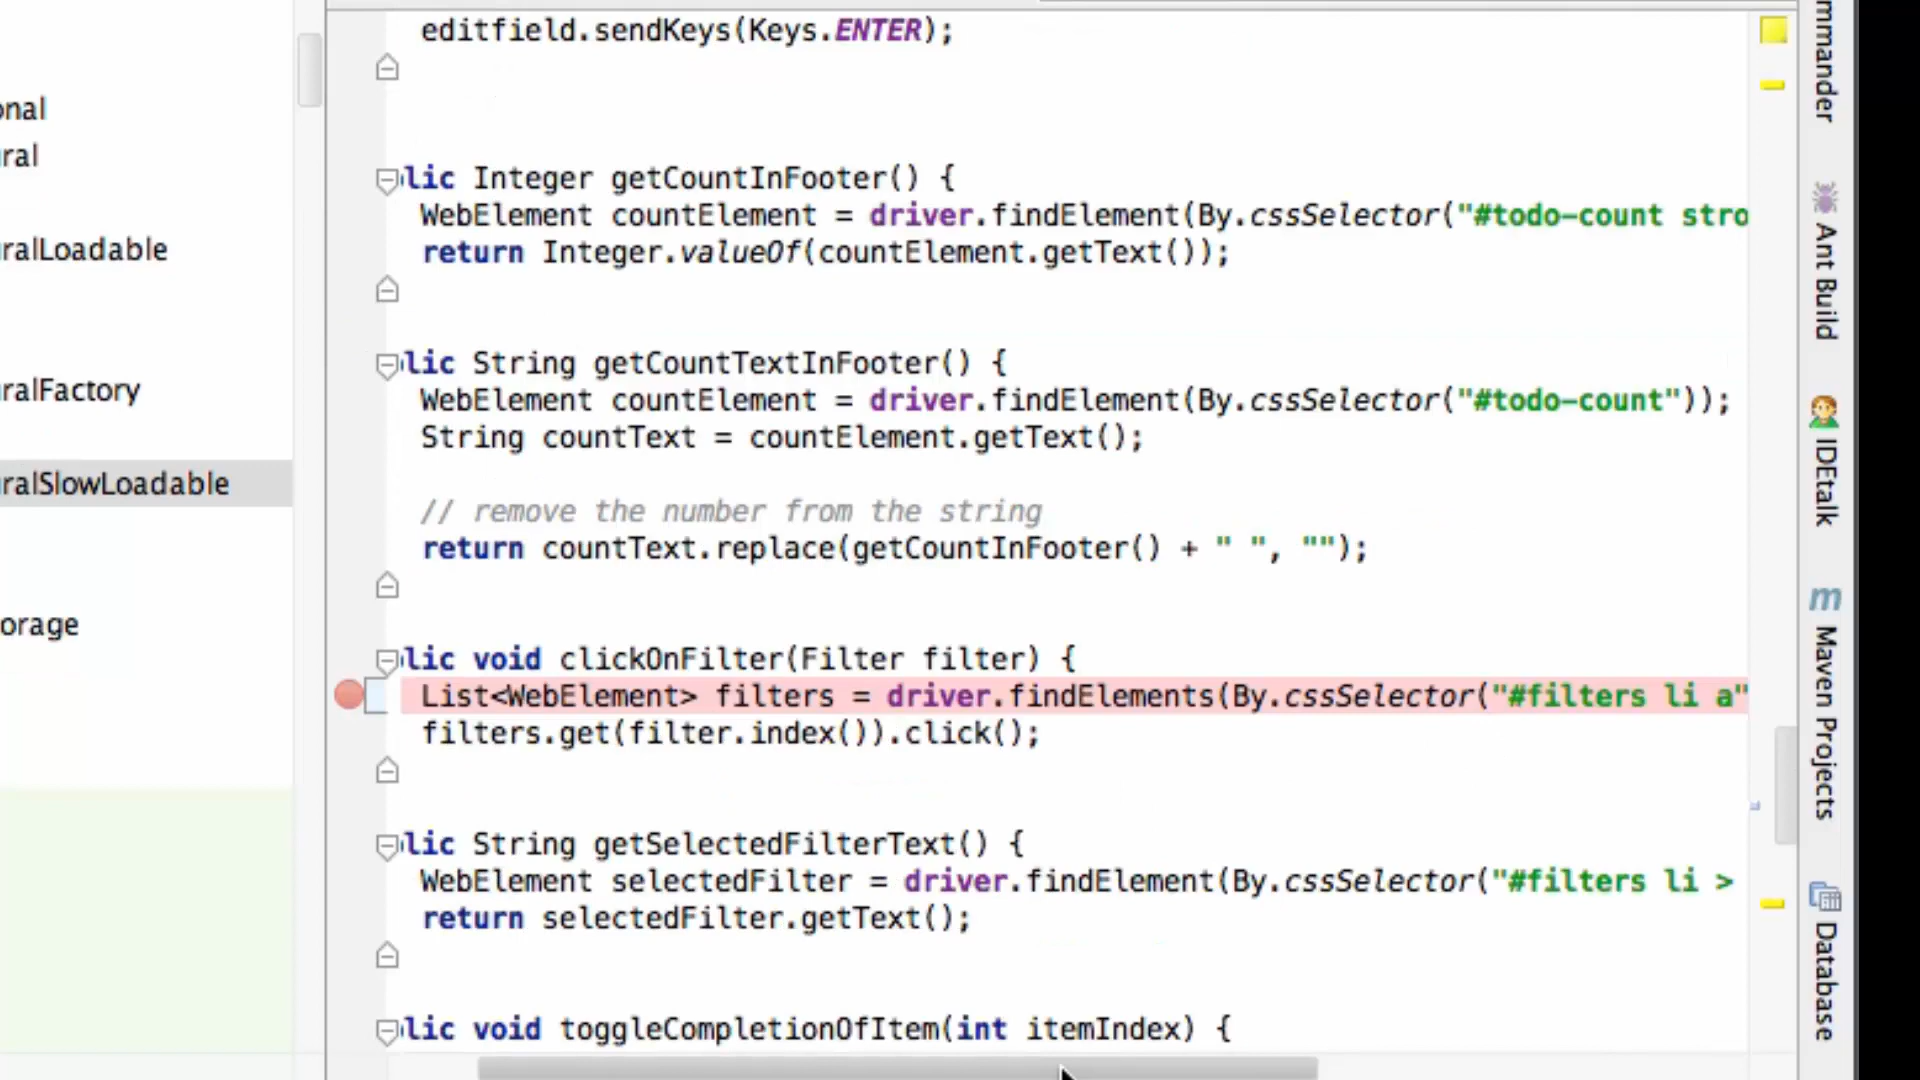 editfield.sendKeys(Keys.ENTER);
lic Integer getCountInFooter() {
WebElement countElement = driver.findElement(By.cssSelector("#todo-count stro
return Integer.valueOf(countElement.getText());
lic String getCountTextInFooter() {
WebElement countElement = driver.findElement(By.cssSelector("#todo-count"));
String countText = countElement.getText();
// remove the number from the string
return countText.replace(getCountInFooter() + " ", "");
lic void clickOnFilter(Filter filter) {
List<WebElement> filters = driver.findElements(By.cssSelector("#filters li a"
filters.get(filter.index()).click();
lic String getSelectedFilterText() {
WebElement selectedFilter = driver.findElement(By.cssSelector("#filters li >
return selectedFilter.getText();
lic void toggleCompletionOfItem(int itemIndex) {
onal
ral
ralLoadable
ralFactory
ralSlowLoadable
orage
mmander
Ant Build
IDEtalk
m Maven Projects
Database